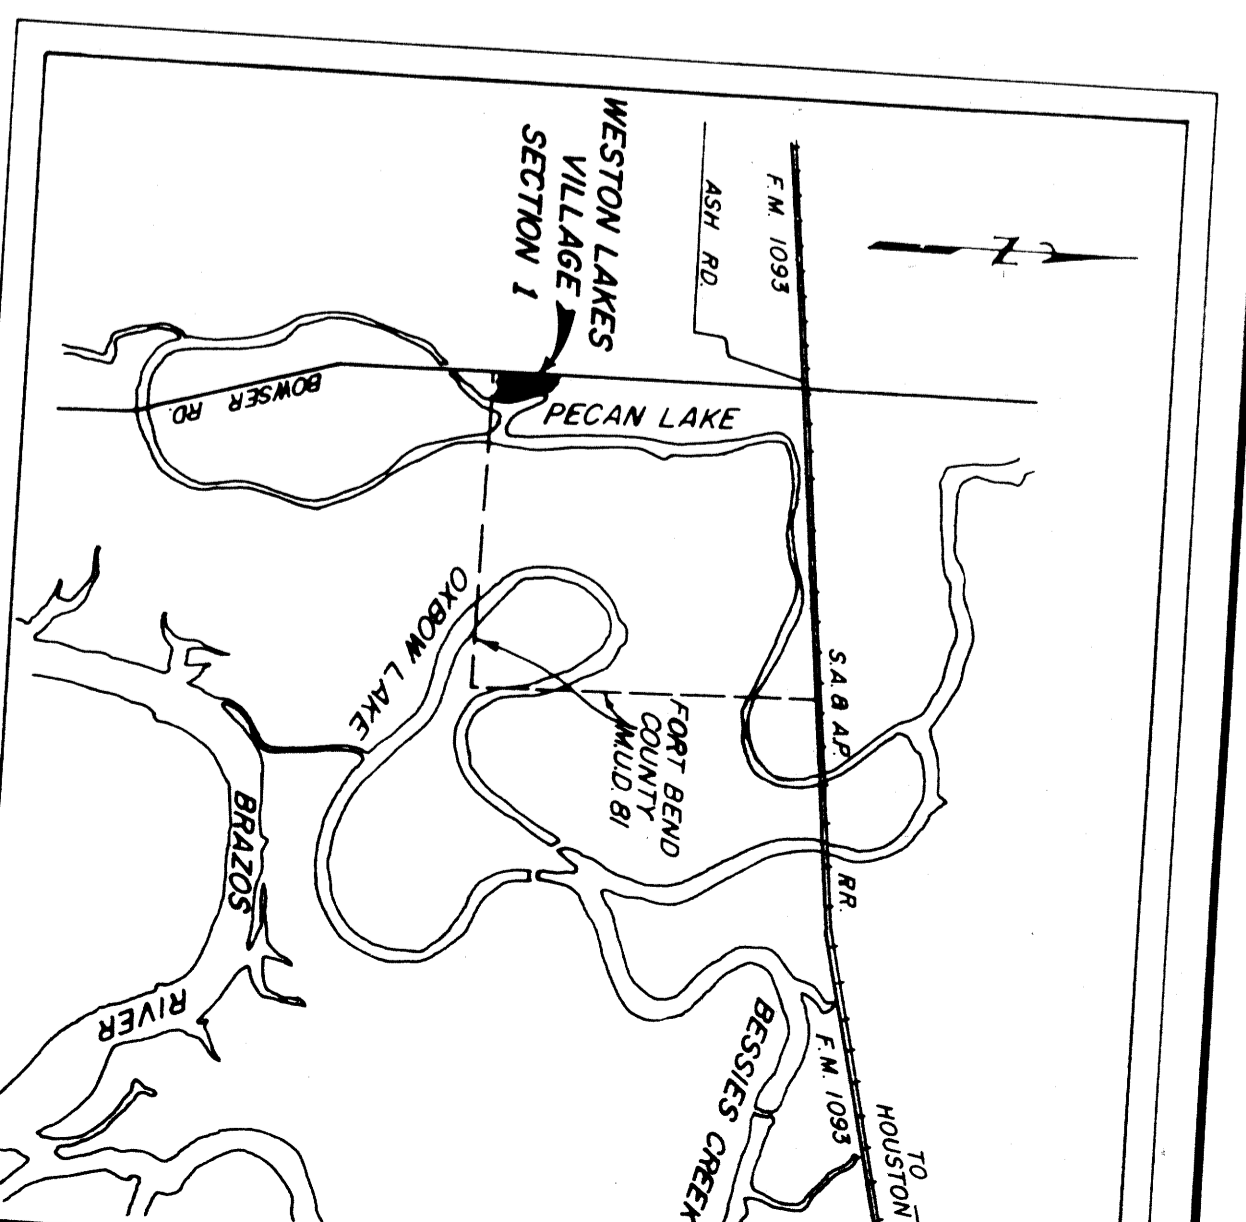 WESTON LAKES
VILLAGE
SECTION 1
ASH RD.
F.M. 1093
N
BOWSER RD.
PECAN LAKE
OXBOW LAKE
S.A. & A.P.
RR.
FORT BEND
COUNTY
M.U.D. 81
BRAZOS
RIVER
BESSIES CREEK
F.M. 1093
TO
HOUSTON